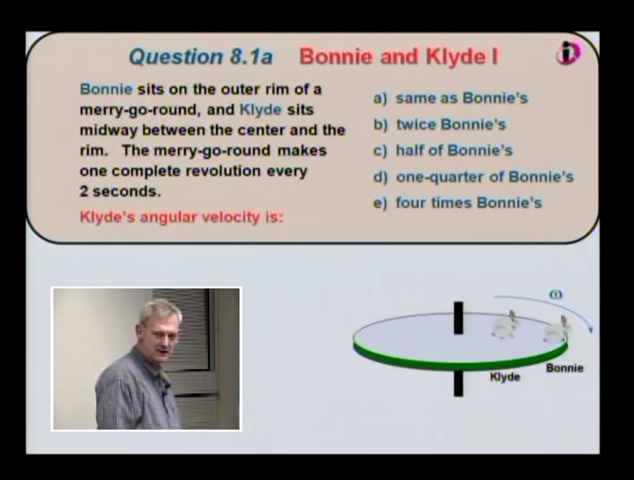 Question 8.1a Bonnie and Klyde I
Bonnie sits on the outer rim of a
merry-go-round, and Klyde sits
midway between the center and the
rim. The merry-go-round makes
one complete revolution every
2 seconds.
Klyde's angular velocity is:
a) same as Bonnie's
b) twice Bonnie's
c) half of Bonnie's
d) one-quarter of Bonnie's
e) four times Bonnie's
ω
Klyde
Bonnie